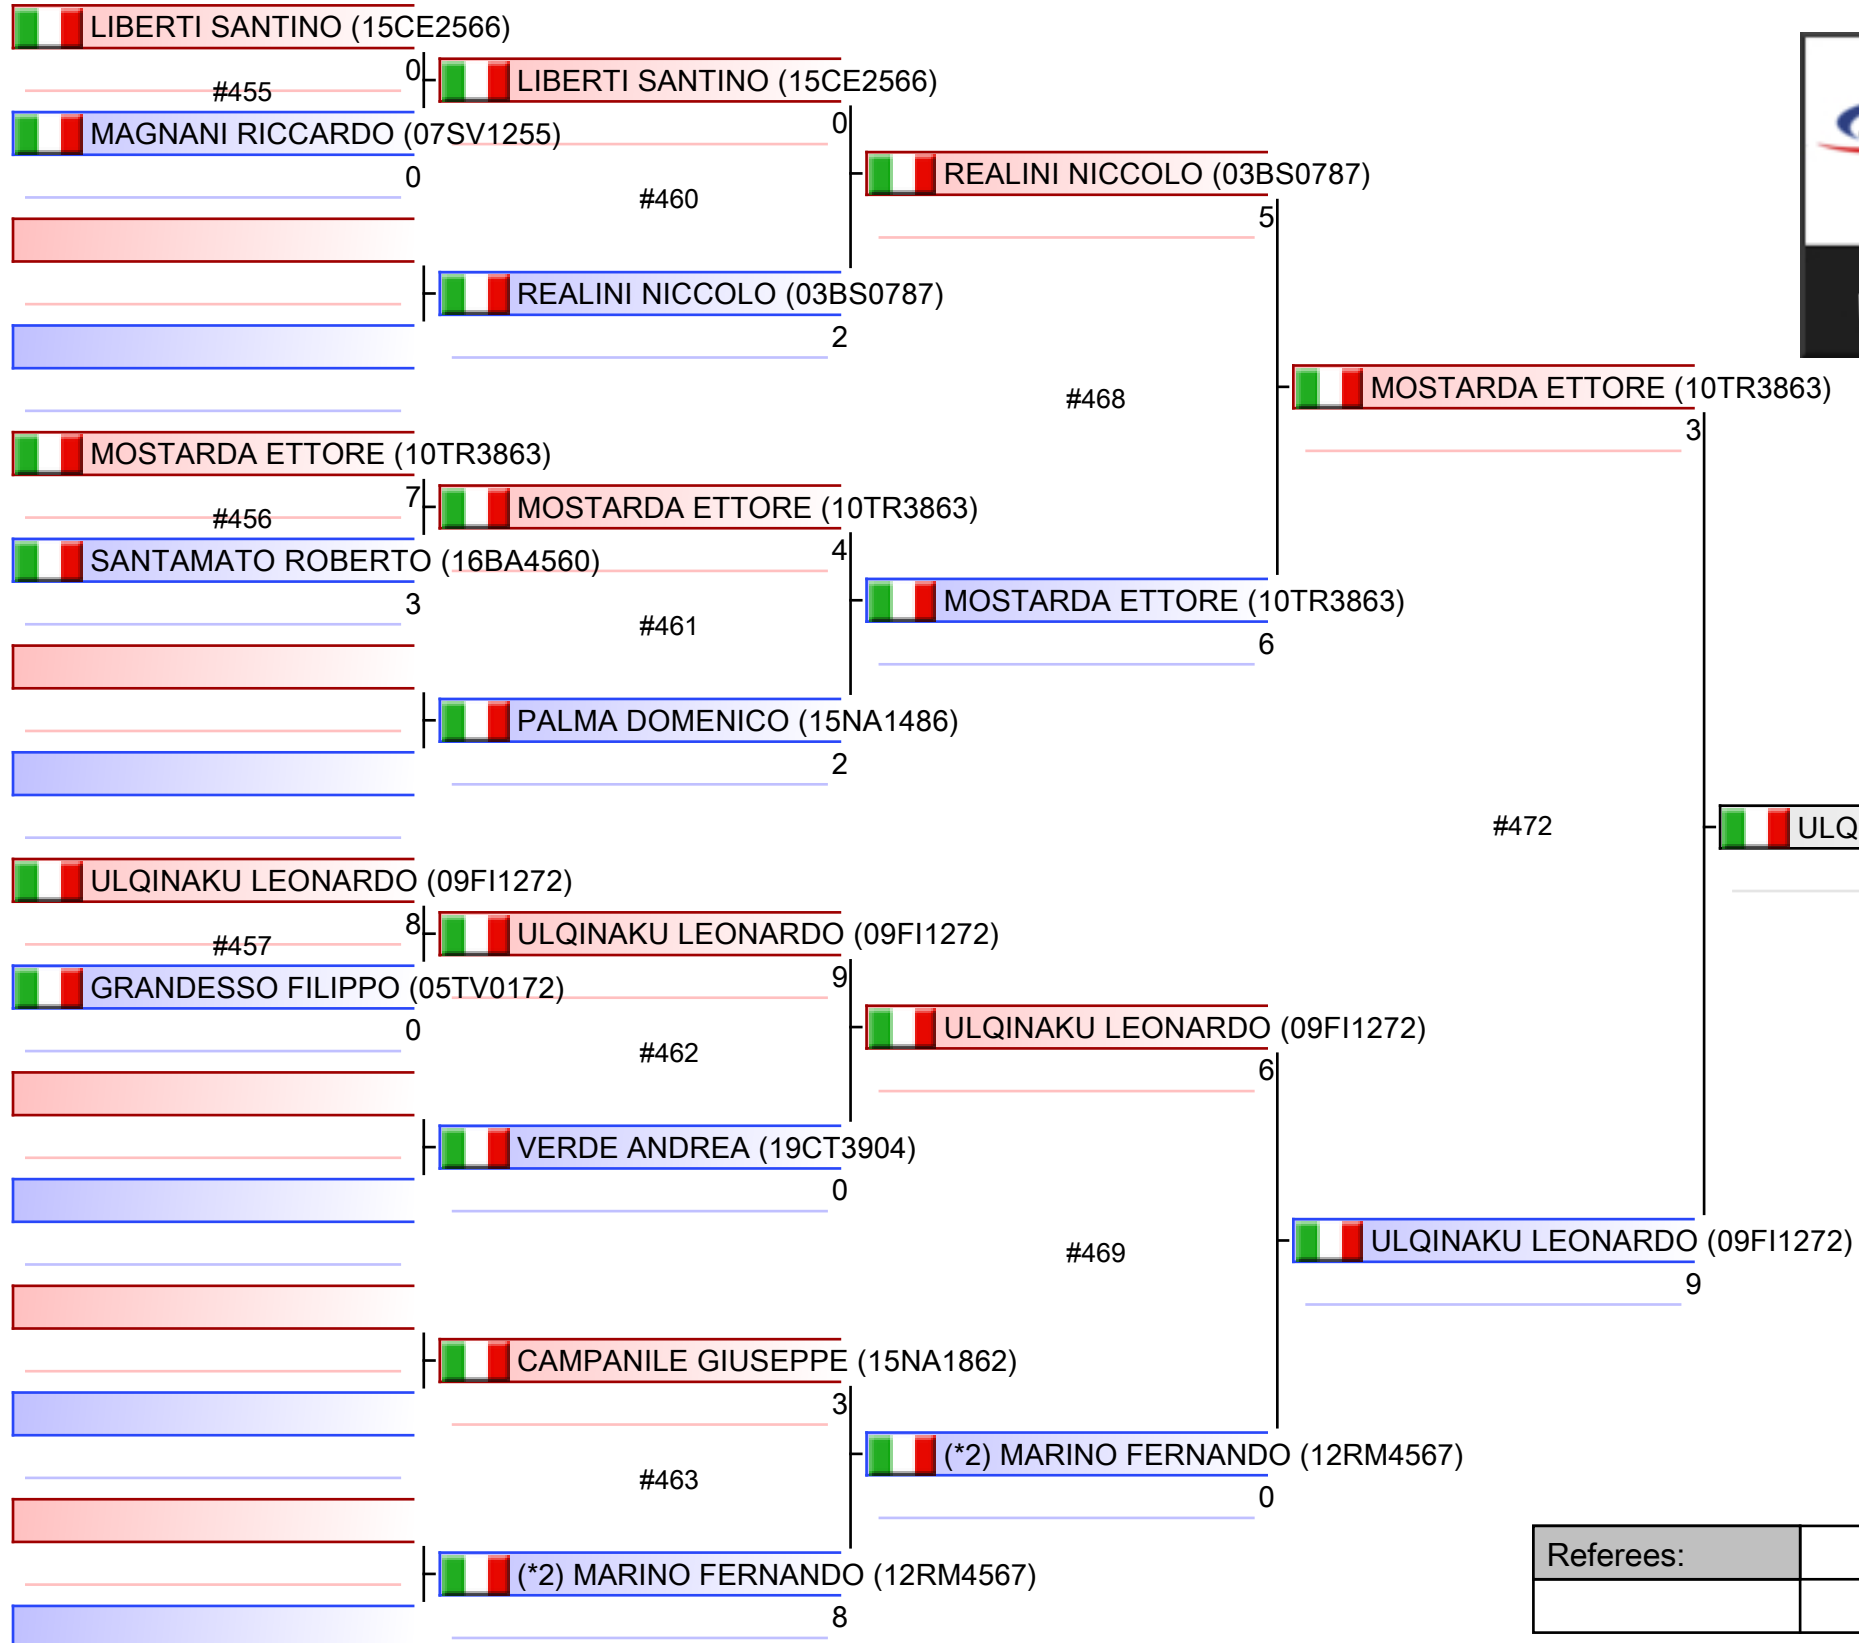 LIBERTI SANTINO (15CE2566)
0
#455
MAGNANI RICCARDO (07SV1255)
0
MOSTARDA ETTORE (10TR3863)
7
#456
SANTAMATO ROBERTO (16BA4560)
3
ULQINAKU LEONARDO (09FI1272)
8
#457
GRANDESSO FILIPPO (05TV0172)
0
LIBERTI SANTINO (15CE2566)
0
#460
REALINI NICCOLO (03BS0787)
2
MOSTARDA ETTORE (10TR3863)
4
#461
PALMA DOMENICO (15NA1486)
2
ULQINAKU LEONARDO (09FI1272)
9
#462
VERDE ANDREA (19CT3904)
0
CAMPANILE GIUSEPPE (15NA1862)
3
#463
(*2) MARINO FERNANDO (12RM4567)
8
REALINI NICCOLO (03BS0787)
5
#468
MOSTARDA ETTORE (10TR3863)
6
ULQINAKU LEONARDO (09FI1272)
6
#469
(*2) MARINO FERNANDO (12RM4567)
0
MOSTARDA ETTORE (10TR3863)
3
#472
ULQINAKU LEONARDO (09FI1272)
9
ULQ
Referees: